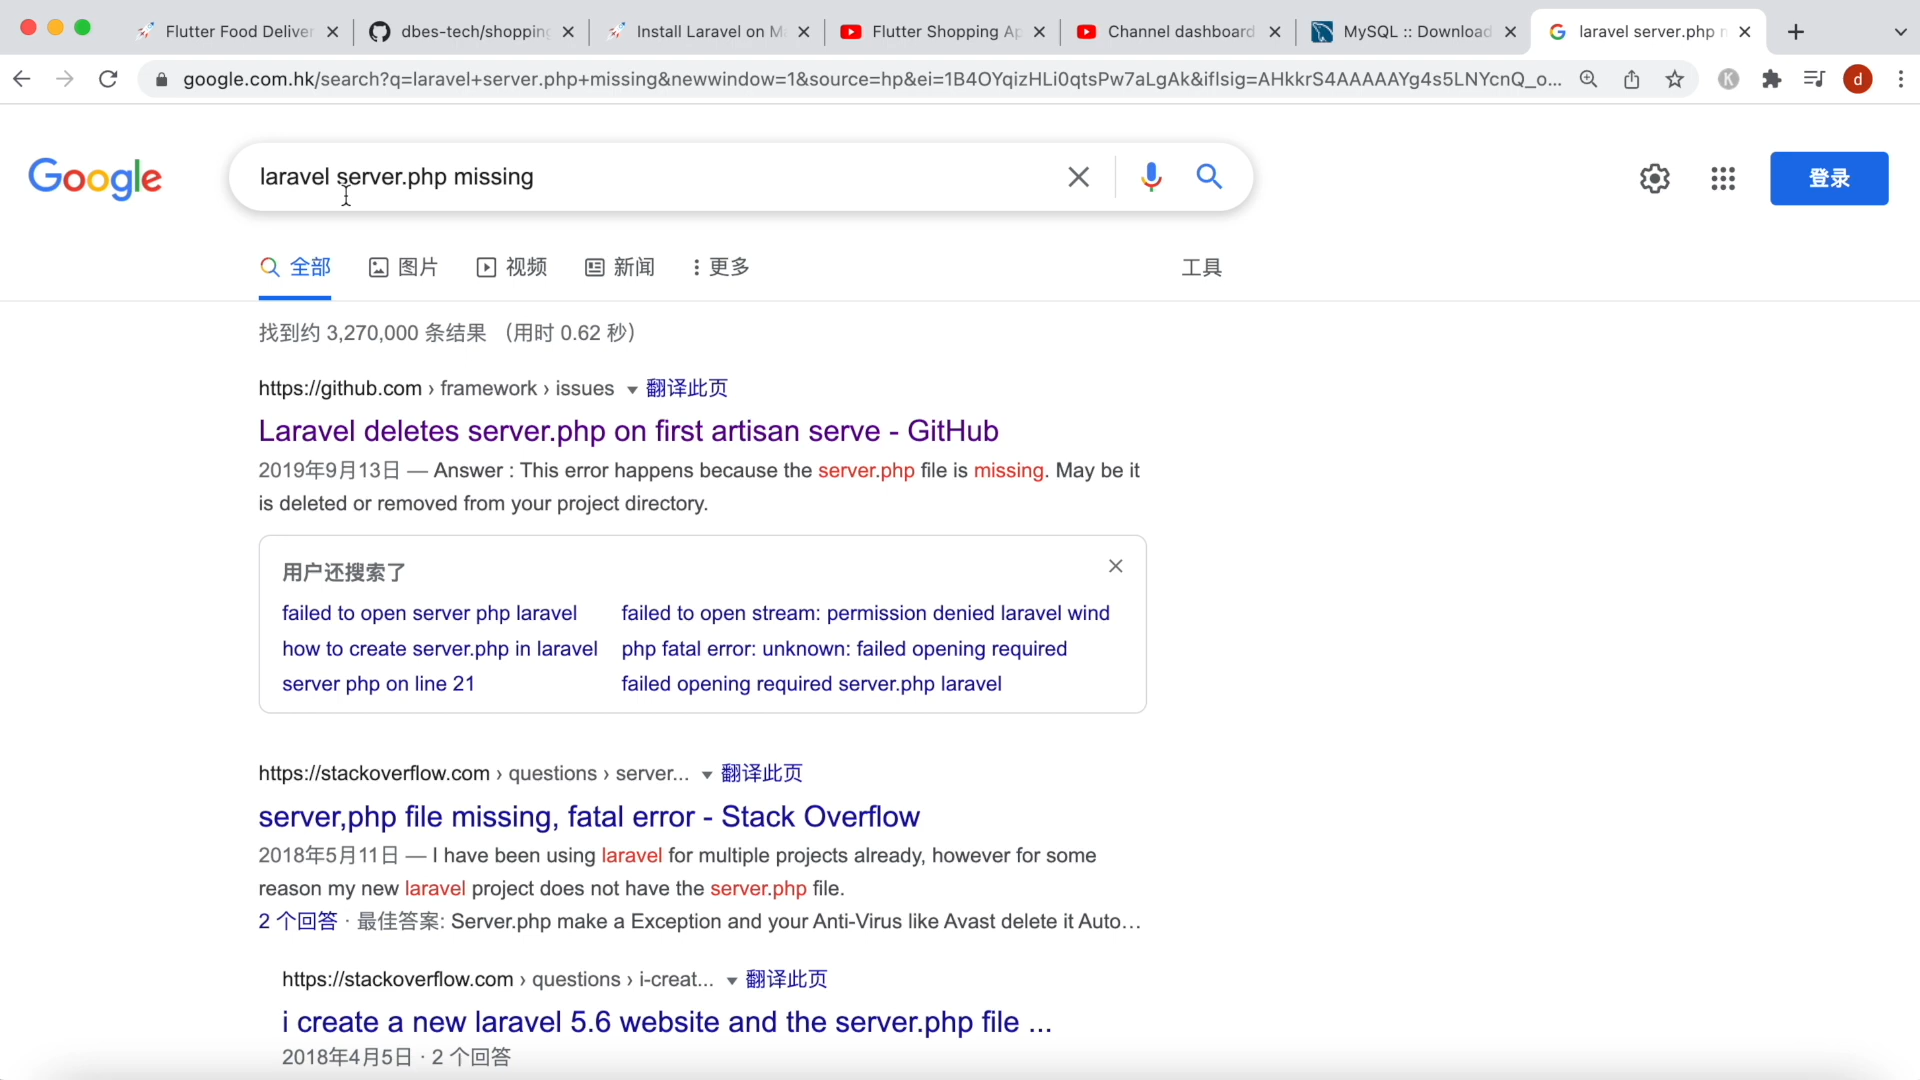 Flutter Food Deliver
dbes-tech/shopping
Install Laravel on M
Flutter Shopping Ap
Channel dashboard
MySQL :: Download
laravel server.php
google.com.hk/search?q=laravel+server.php+missing&newwindow=1&source=hp&ei=1B4OYqizHLi0qtsPw7aLgAk&iflsig=AHkkrS4AAAAAYg4s5LNYcnQ_o...
K
d
Google
laravel server.php missing
登录
全部
图片
视频
新闻
更多
工具
找到约 3,270,000 条结果 （用时 0.62 秒）
https://github.com › framework › issues 翻译此页
Laravel deletes server.php on first artisan serve - GitHub
2019年9月13日 — Answer : This error happens because the server.php file is missing. May be it
is deleted or removed from your project directory.
用户还搜索了
failed to open server php laravel
failed to open stream: permission denied laravel wind
how to create server.php in laravel
php fatal error: unknown: failed opening required
server php on line 21
failed opening required server.php laravel
https://stackoverflow.com › questions › server... 翻译此页
server,php file missing, fatal error - Stack Overflow
2018年5月11日 — I have been using laravel for multiple projects already, however for some
reason my new laravel project does not have the server.php file.
2 个回答 · 最佳答案: Server.php make a Exception and your Anti-Virus like Avast delete it Auto…
https://stackoverflow.com › questions › i-creat... 翻译此页
i create a new laravel 5.6 website and the server.php file ...
2018年4月5日 · 2 个回答